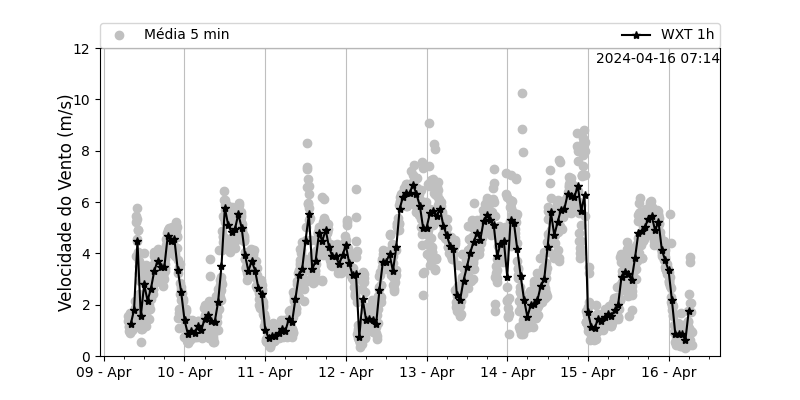 Média 5 min
WXT 1h
2024-04-16 07:14
Velocidade do Vento (m/s)
12
10
8
6
4
2
0
09 - Apr
10 - Apr
11 - Apr
12 - Apr
13 - Apr
14 - Apr
15 - Apr
16 - Apr